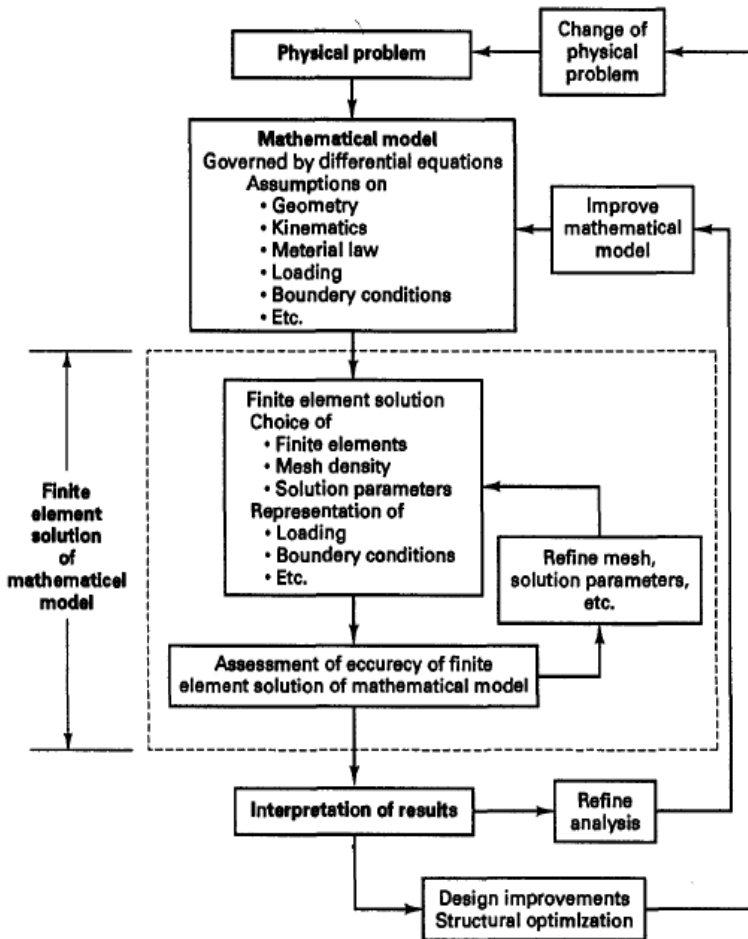 Physical problem
Change of
physical
problem
Mathematical model
Governed by differential equations
Assumptions on
• Geometry
• Kinematics
• Meterial law
• Loading
• Boundery conditions
• Etc.
Improve
mathematical
model
Finite
element
solution
of
mathematicel
model
Finite element solution
Choice of
• Finite elements
• Mesh density
• Solution parameters
Representation of
• Loading
• Boundary conditions
• Etc.
Refine mesh,
solution parameters,
etc.
Assessment of eccurecy of finite
element solution of mathematical model
Interpretation of results
Refine
analysis
Design improvements
Structural optimization